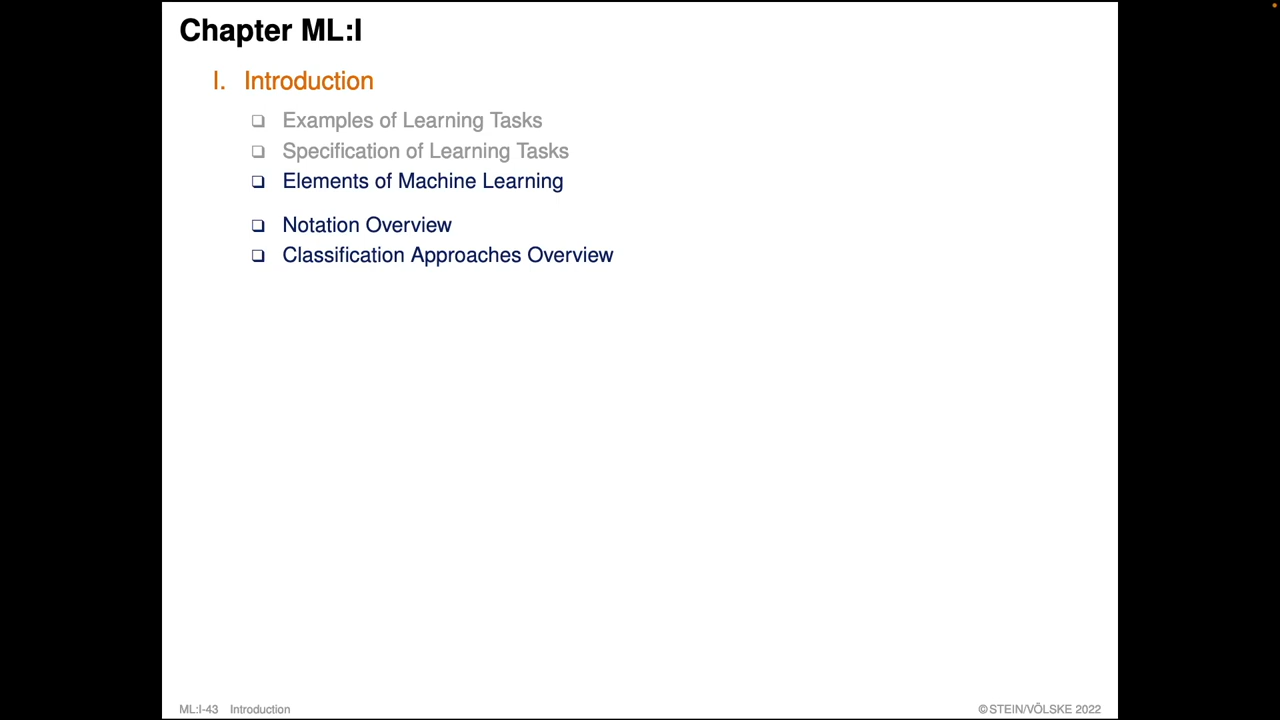 Chapter ML:I
I. Introduction
❑ Examples of Learning Tasks
❑ Specification of Learning Tasks
❑ Elements of Machine Learning
❑ Notation Overview
❑ Classification Approaches Overview
ML:I-43 Introduction
©STEIN/VÖLSKE 2022